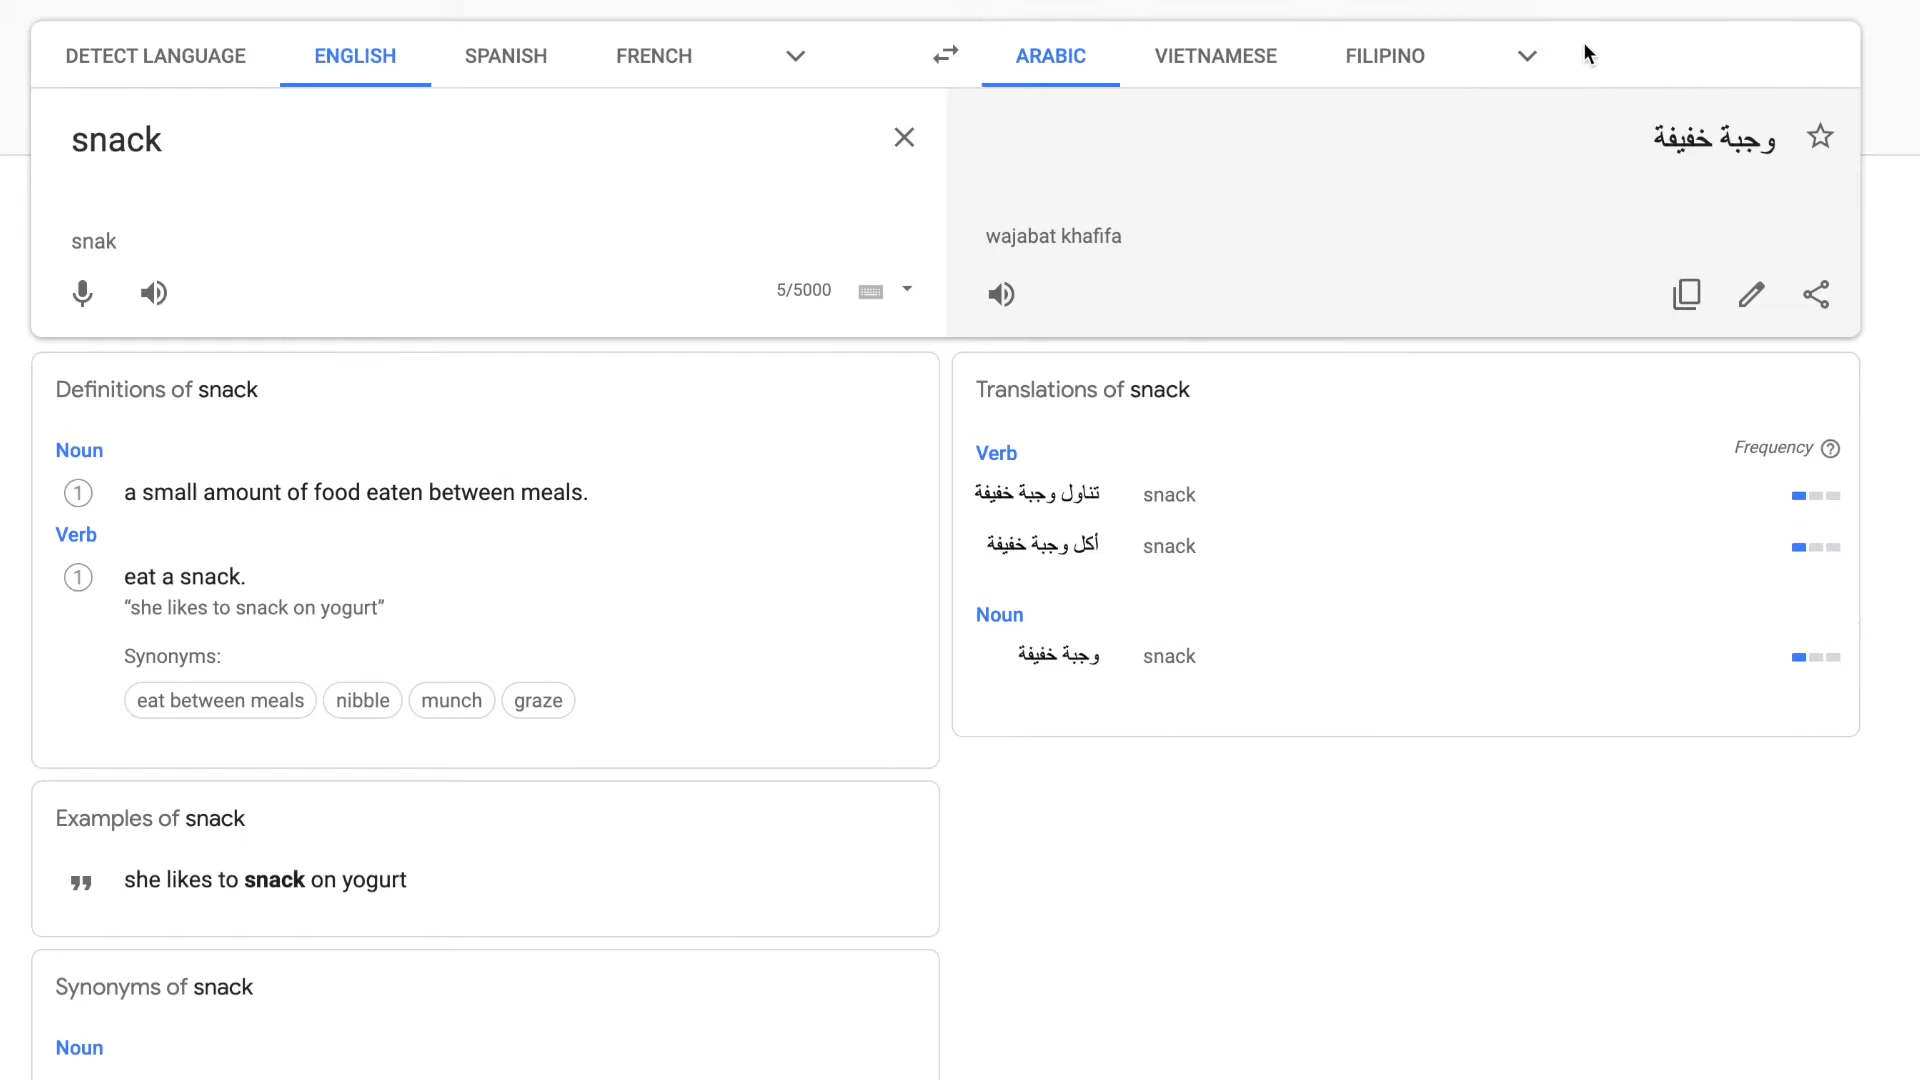 DETECT LANGUAGE ENGLISH SPANISH FRENCH ARABIC VIETNAMESE FILIPINO
snack
وجبة خفيفة
snak
wajabat khafifa
5/5000
Definitions of snack
Noun
1 a small amount of food eaten between meals.
Verb
1 eat a snack.
“she likes to snack on yogurt”
Synonyms:
eat between meals nibble munch graze
Translations of snack
Verb Frequency ?
تناول وجبة خفيفة snack
أكل وجبة خفيفة snack
Noun
وجبة خفيفة snack
Examples of snack
she likes to snack on yogurt
Synonyms of snack
Noun